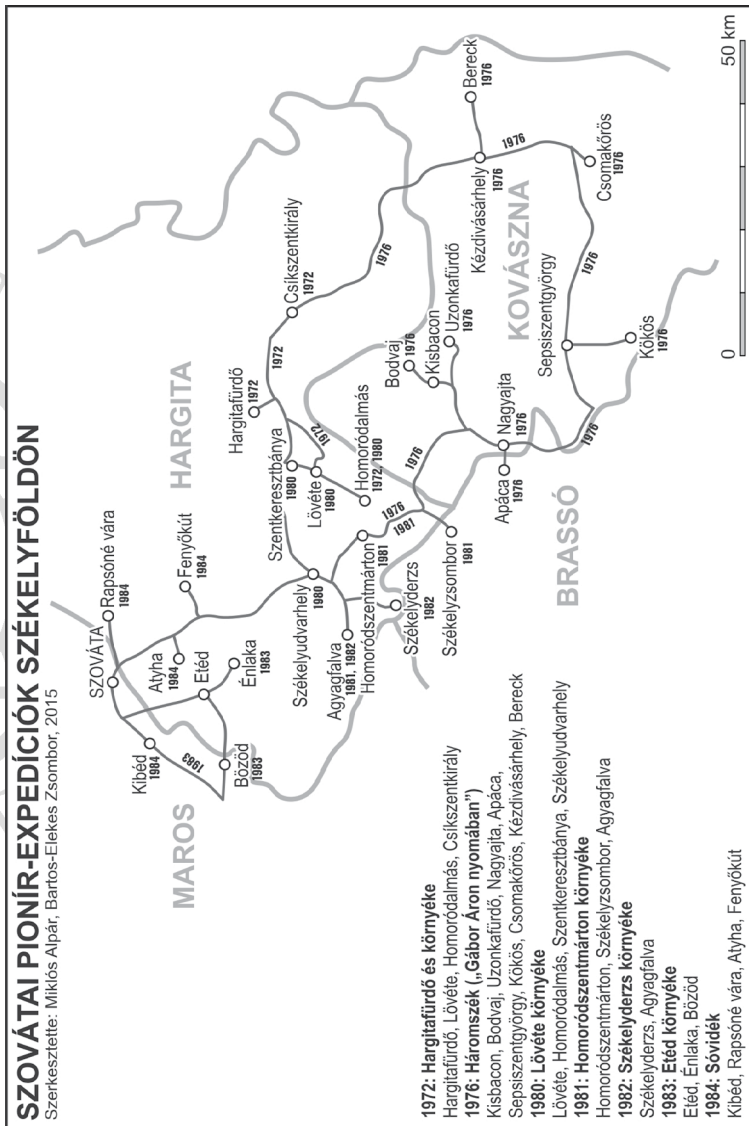 SZOVÁTAI PIONÍR-EXPEDÍCIÓK SZÉKELYFÖLDÖN
Szerkesztette: Miklós Alpár, Bartos-Elekes Zsombor, 2015
MAROS
HARGITA
KOVÁSZNA
BRASSÓ
SZOVÁTA
Rapsóné vára
1984
Kibéd
1984
1983
Atyha
1984
Fenyőkút
1984
Etéd
Énlaka
1983
Bözöd
1983
Székelyudvarhely
1980
Agyagfalva
1981, 1982
Homoródszentmárton
1981
Székelyderzs
1982
Székelyzsombor
1981
Szentkeresztbánya
1980
Lövéte
1980
Homoródalmás
1972, 1980
1972
Hargitafürdő
1972
1972
Csíkszentkirály
1972
1976
1981
1976
Bodvaj
1976
Kisbacon
Uzonkafürdő
1976
Nagyajta
1976
Apáca
1976
1976
1976
Kézdivásárhely
1976
Bereck
1976
1976
Csomakőrös
1976
1976
Sepsiszentgyörgy
Kökös
1976
0
50 km
1972: Hargitafürdő és környéke
Hargitafürdő, Lövéte, Homoródalmás, Csíkszentkirály
1976: Háromszék („Gábor Áron nyomában”)
Kisbacon, Bodvaj, Uzonkafürdő, Nagyajta, Apáca,
Sepsiszentgyörgy, Kökös, Csomakőrös, Kézdivásárhely, Bereck
1980: Lövéte környéke
Lövéte, Homoródalmás, Szentkeresztbánya, Székelyudvarhely
1981: Homoródszentmárton környéke
Homoródszentmárton, Székelyzsombor, Agyagfalva
1982: Székelyderzs környéke
Székelyderzs, Agyagfalva
1983: Etéd környéke
Etéd, Énlaka, Bözöd
1984: Sóvidék
Kibéd, Rapsóné vára, Atyha, Fenyőkút